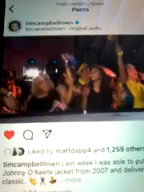 Posts
timcampbelltown
timcampbelltown • Original audio
Liked by mattdapp4 and 1,259 others
timcampbelltown Last week I was able to put
Johnny O'Keefe jacket from 2007 and deliver
classic. more